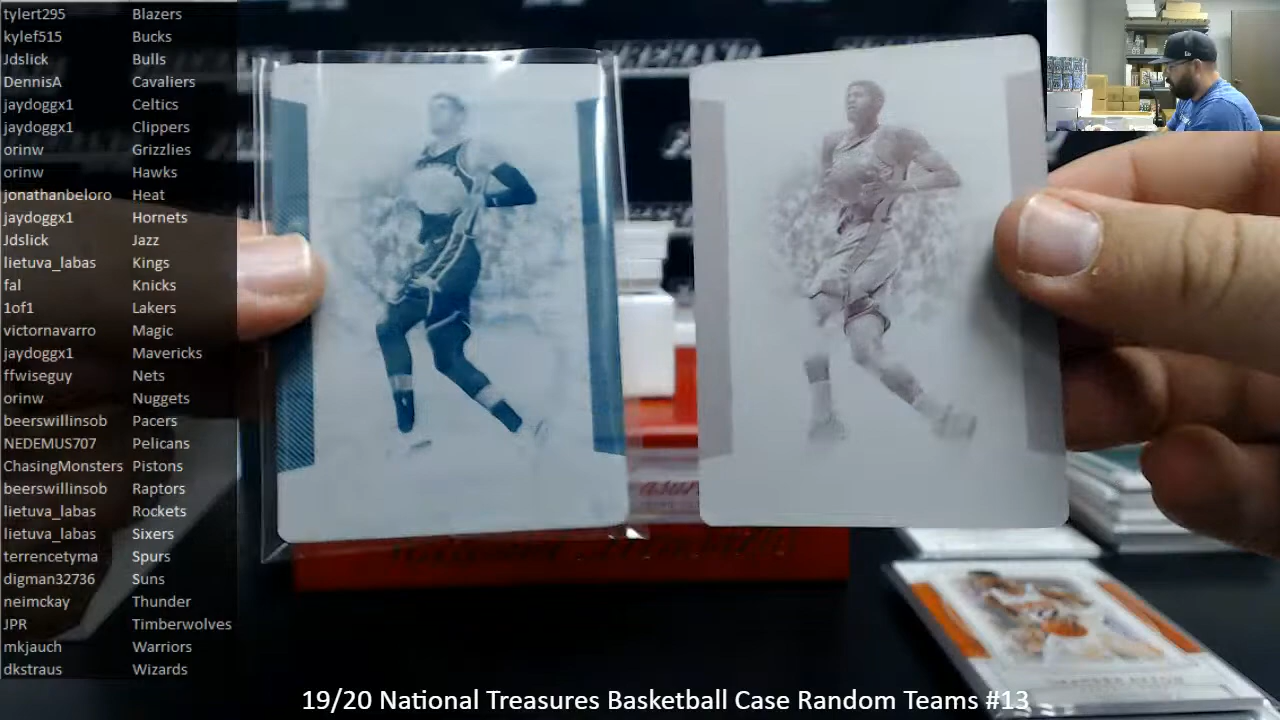 tylert295 Blazers
kylef515 Bucks
Jdslick Bulls
DennisA Cavaliers
jaydoggx1 Celtics
jaydoggx1 Clippers
orinw Grizzlies
orinw Hawks
jonathanbeloro Heat
jaydoggx1 Hornets
Jdslick Jazz
lietuva_labas Kings
fal Knicks
1of1 Lakers
victornavarro Magic
jaydoggx1 Mavericks
ffwiseguy Nets
orinw Nuggets
beerswillinsob Pacers
NEDEMUS707 Pelicans
ChasingMonsters Pistons
beerswillinsob Raptors
lietuva_labas Rockets
lietuva_labas Sixers
terrencetyma Spurs
digman32736 Suns
neimckay Thunder
JPR Timberwolves
mkjauch Warriors
dkstraus Wizards
19/20 National Treasures Basketball Case Random Teams #13